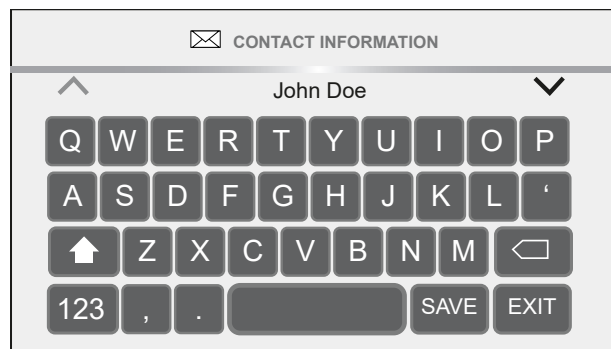 CONTACT INFORMATION
John Doe
Q W E R T Y U I O P
A S D F G H J K L ‘
Z X C V B N M
123 , . SAVE EXIT